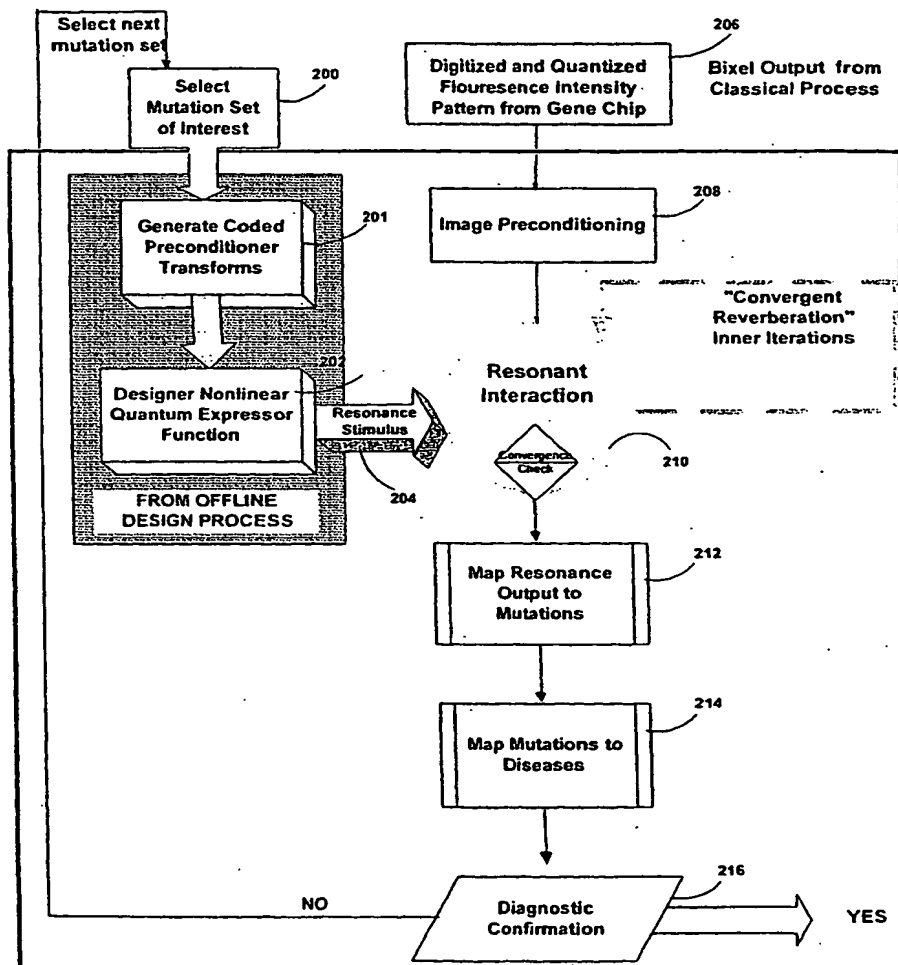 Select next
mutation set
200
Select
Mutation Set
of Interest
206
Digitized and Quantized
Flouresence Intensity
Pattern from Gene Chip
Bixel Output from
Classical Process
201
Generate Coded
Preconditioner
Transforms
208
Image Preconditioning
"Convergent
Reverberation"
Inner Iterations
202
Designer Nonlinear
Quantum Expressor
Function
Resonance
Stimulus
204
Resonant
Interaction
Convergence
Check
210
FROM OFFLINE
DESIGN PROCESS
212
Map Resonance
Output to
Mutations
214
Map Mutations to
Diseases
216
NO
Diagnostic
Confirmation
YES